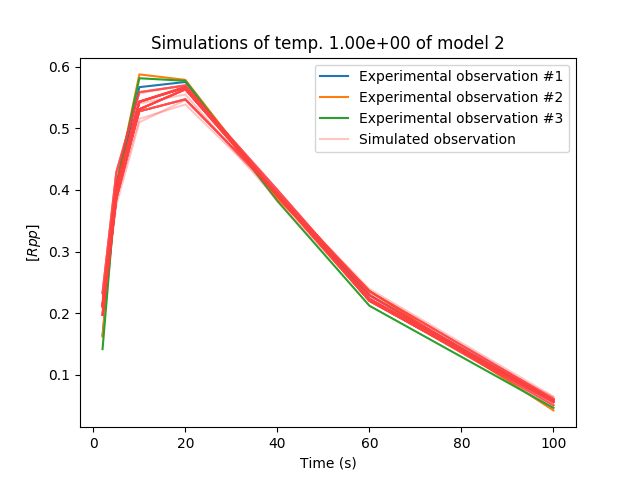 Simulations of temp. 1.00e+00 of model 2
Experimental observation #1
Experimental observation #2
Experimental observation #3
Simulated observation
[Rpp]
0.6
0.5
0.4
0.3
0.2
0.1
0 20 40 60 80 100
Time (s)